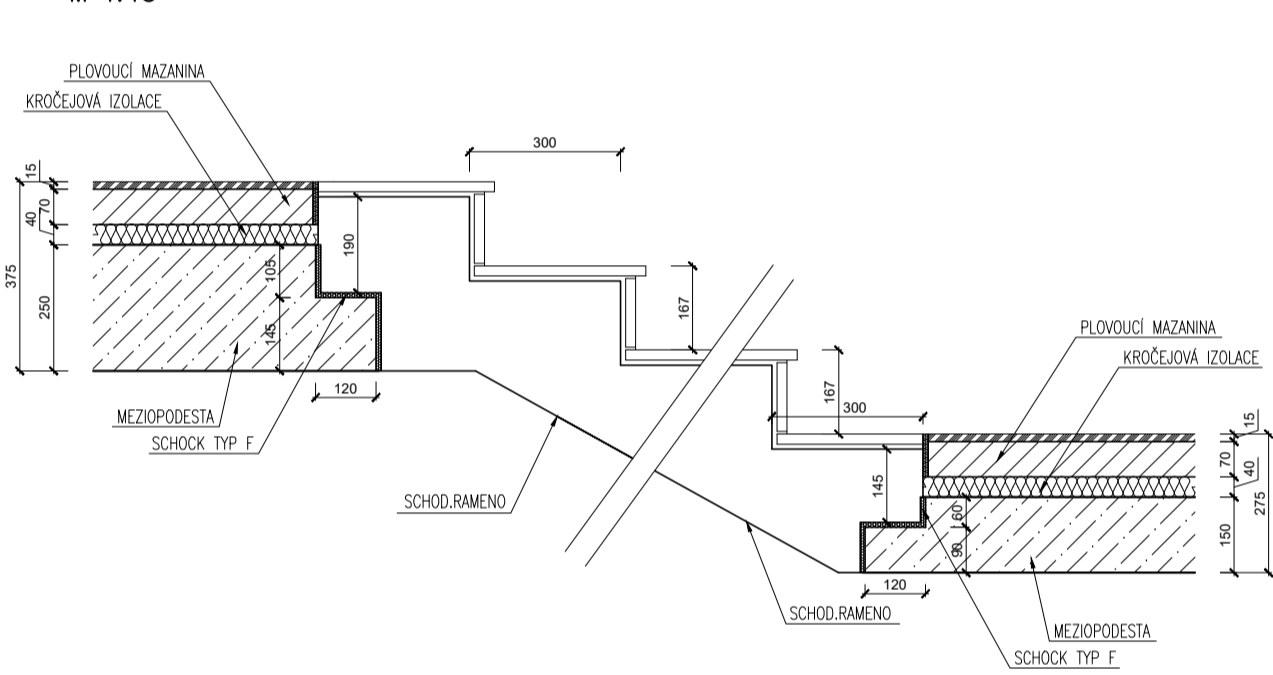 PLOVOUCÍ MAZANINA
KROČEJOVÁ IZOLACE
300
15
70
40
375
250
190
105
145
120
MEZIOPODESTA
SCHOCK TYP F
SCHOD.RAMENO
167
167
300
PLOVOUCÍ MAZANINA
KROČEJOVÁ IZOLACE
15
70
40
275
150
145
60
90
120
SCHOD.RAMENO
MEZIOPODESTA
SCHOCK TYP F